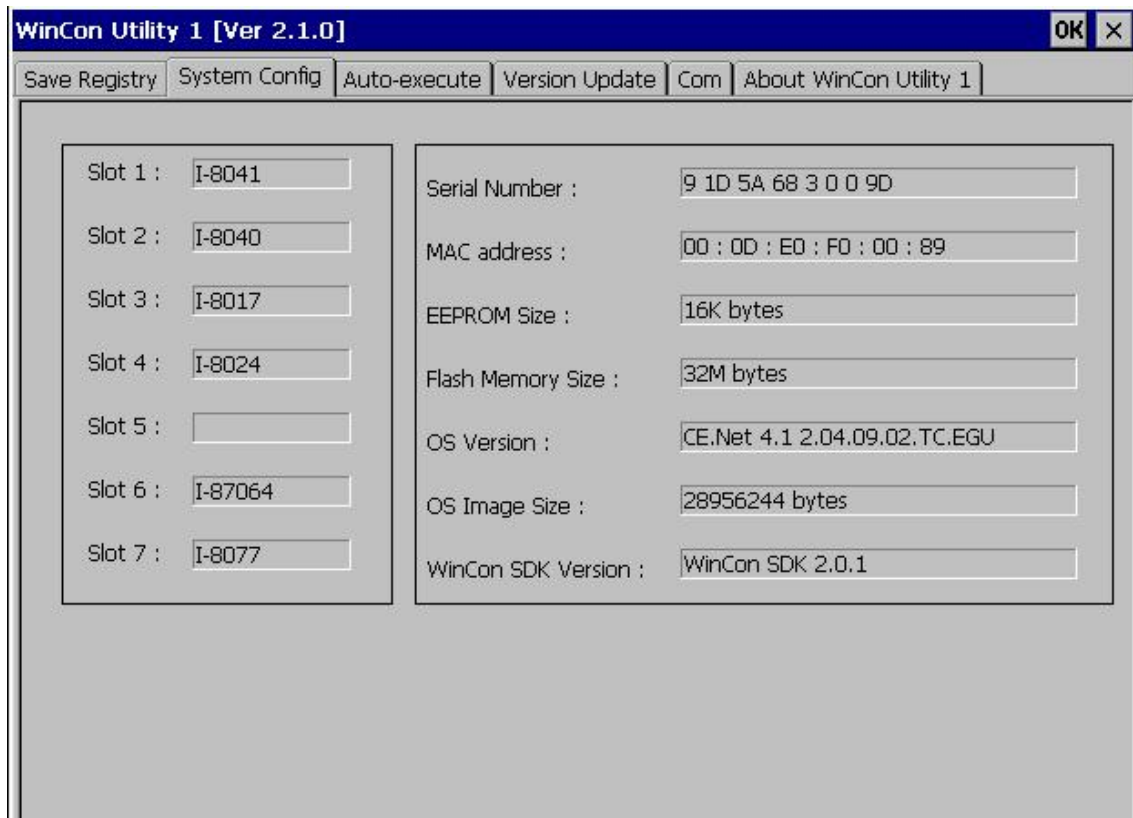 WinCon Utility 1 [Ver 2.1.0] OK ×
Save Registry System Config Auto-execute Version Update Com About WinCon Utility 1
Slot 1 : I-8041
Slot 2 : I-8040
Slot 3 : I-8017
Slot 4 : I-8024
Slot 5 :
Slot 6 : I-87064
Slot 7 : I-8077
Serial Number : 9 1D 5A 68 3 0 0 9D
MAC address : 00 : 0D : E0 : F0 : 00 : 89
EEPROM Size : 16K bytes
Flash Memory Size : 32M bytes
OS Version : CE.Net 4.1 2.04.09.02.TC.EGU
OS Image Size : 28956244 bytes
WinCon SDK Version : WinCon SDK 2.0.1